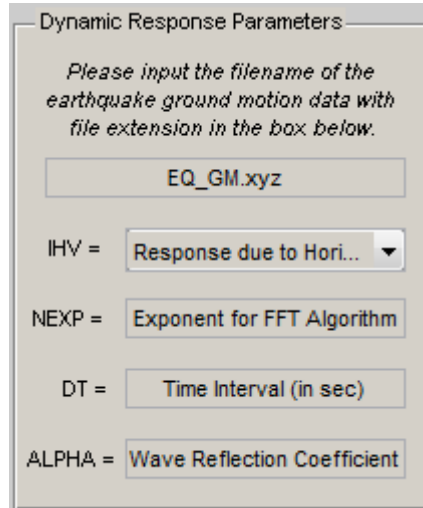 Dynamic Response Parameters
Please input the filename of the
earthquake ground motion data with
file extension in the box below.
EQ_GM.xyz
IHV = Response due to Hori...
NEXP = Exponent for FFT Algorithm
DT = Time Interval (in sec)
ALPHA = Wave Reflection Coefficient